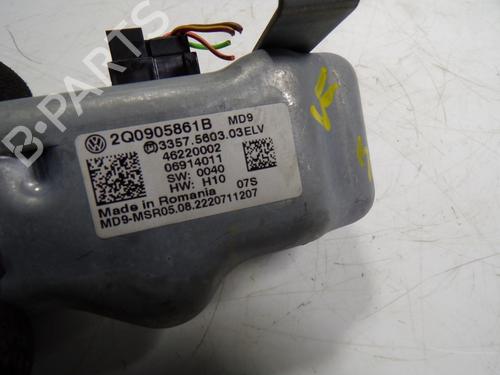 B-PARTS
2Q0905861B MD9
3357.5803.03ELV
46220002
06914011
SW: 0040
HW: H10 07S
Made in Romania
MD9-MSR05.08.2220711207